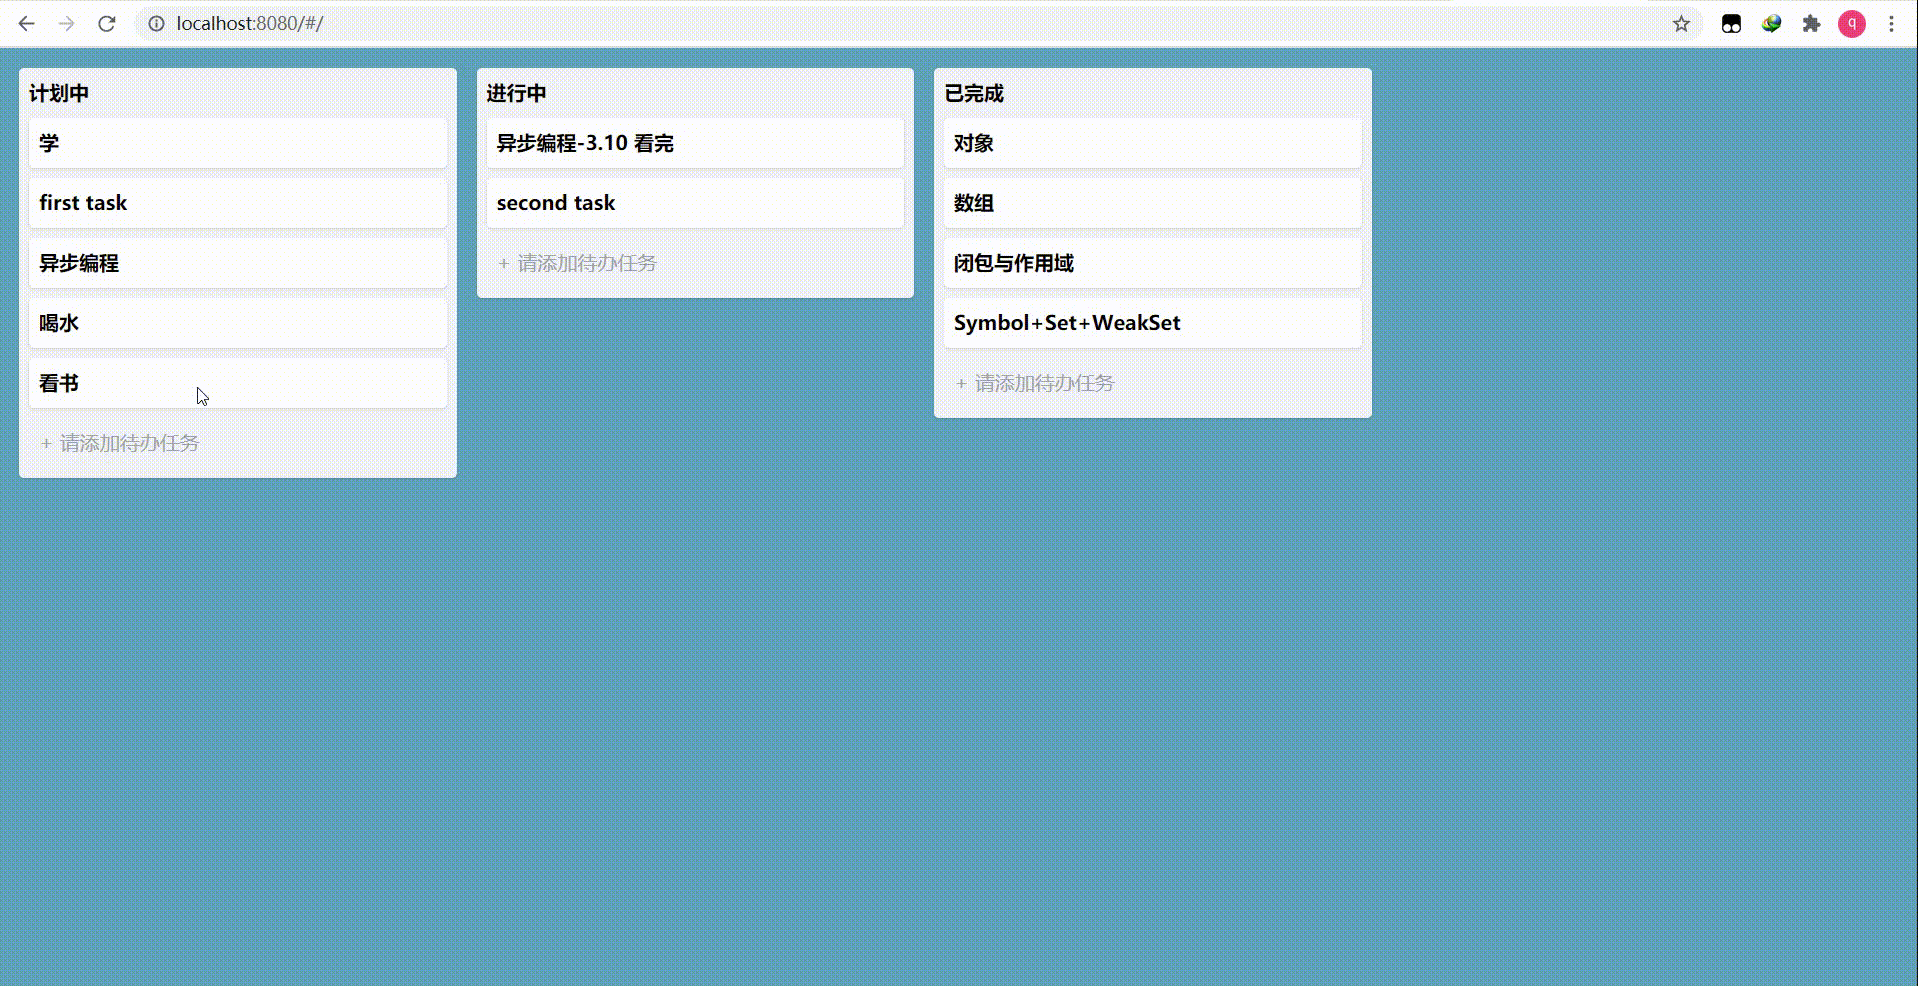 localhost:8080/#/
q
计划中
学
first task
异步编程
喝水
看书
+ 请添加待办任务
进行中
异步编程-3.10 看完
second task
+ 请添加待办任务
已完成
对象
数组
闭包与作用域
Symbol+Set+WeakSet
+ 请添加待办任务